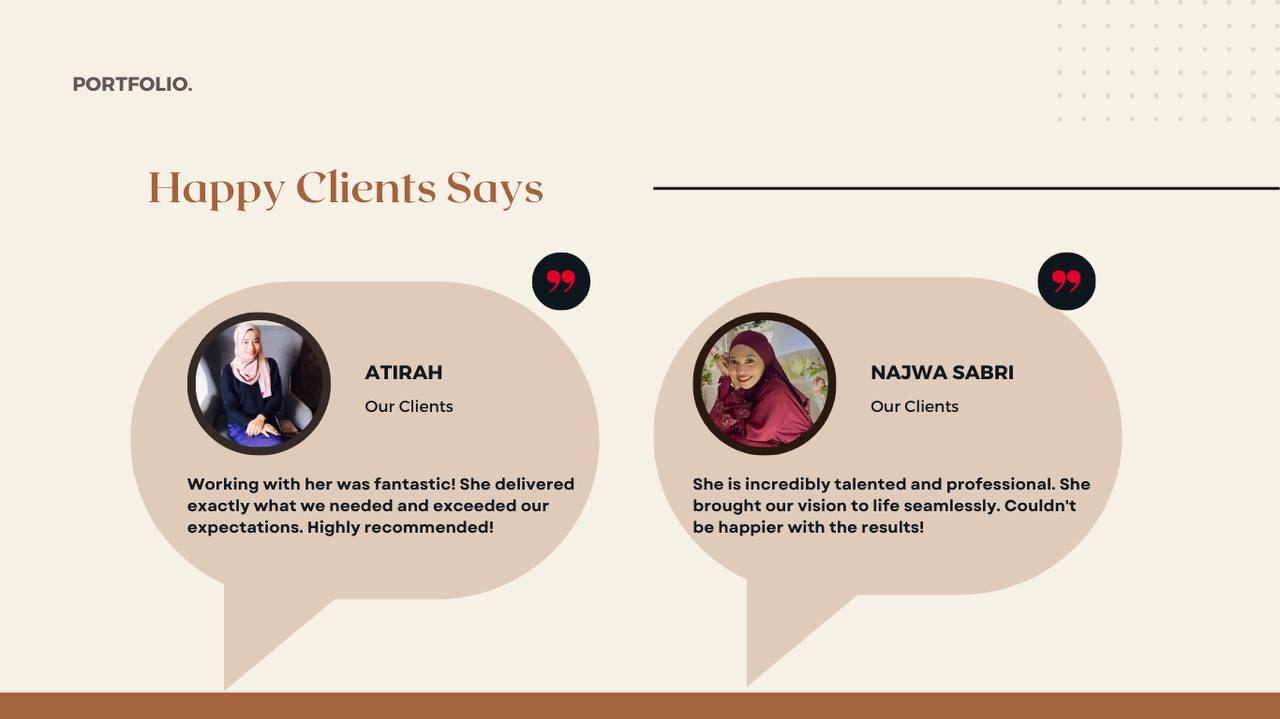 PORTFOLIO.
Happy Clients Says
ATIRAH
Our Clients
Working with her was fantastic! She delivered
exactly what we needed and exceeded our
expectations. Highly recommended!
NAJWA SABRI
Our Clients
She is incredibly talented and professional. She
brought our vision to life seamlessly. Couldn't
be happier with the results!